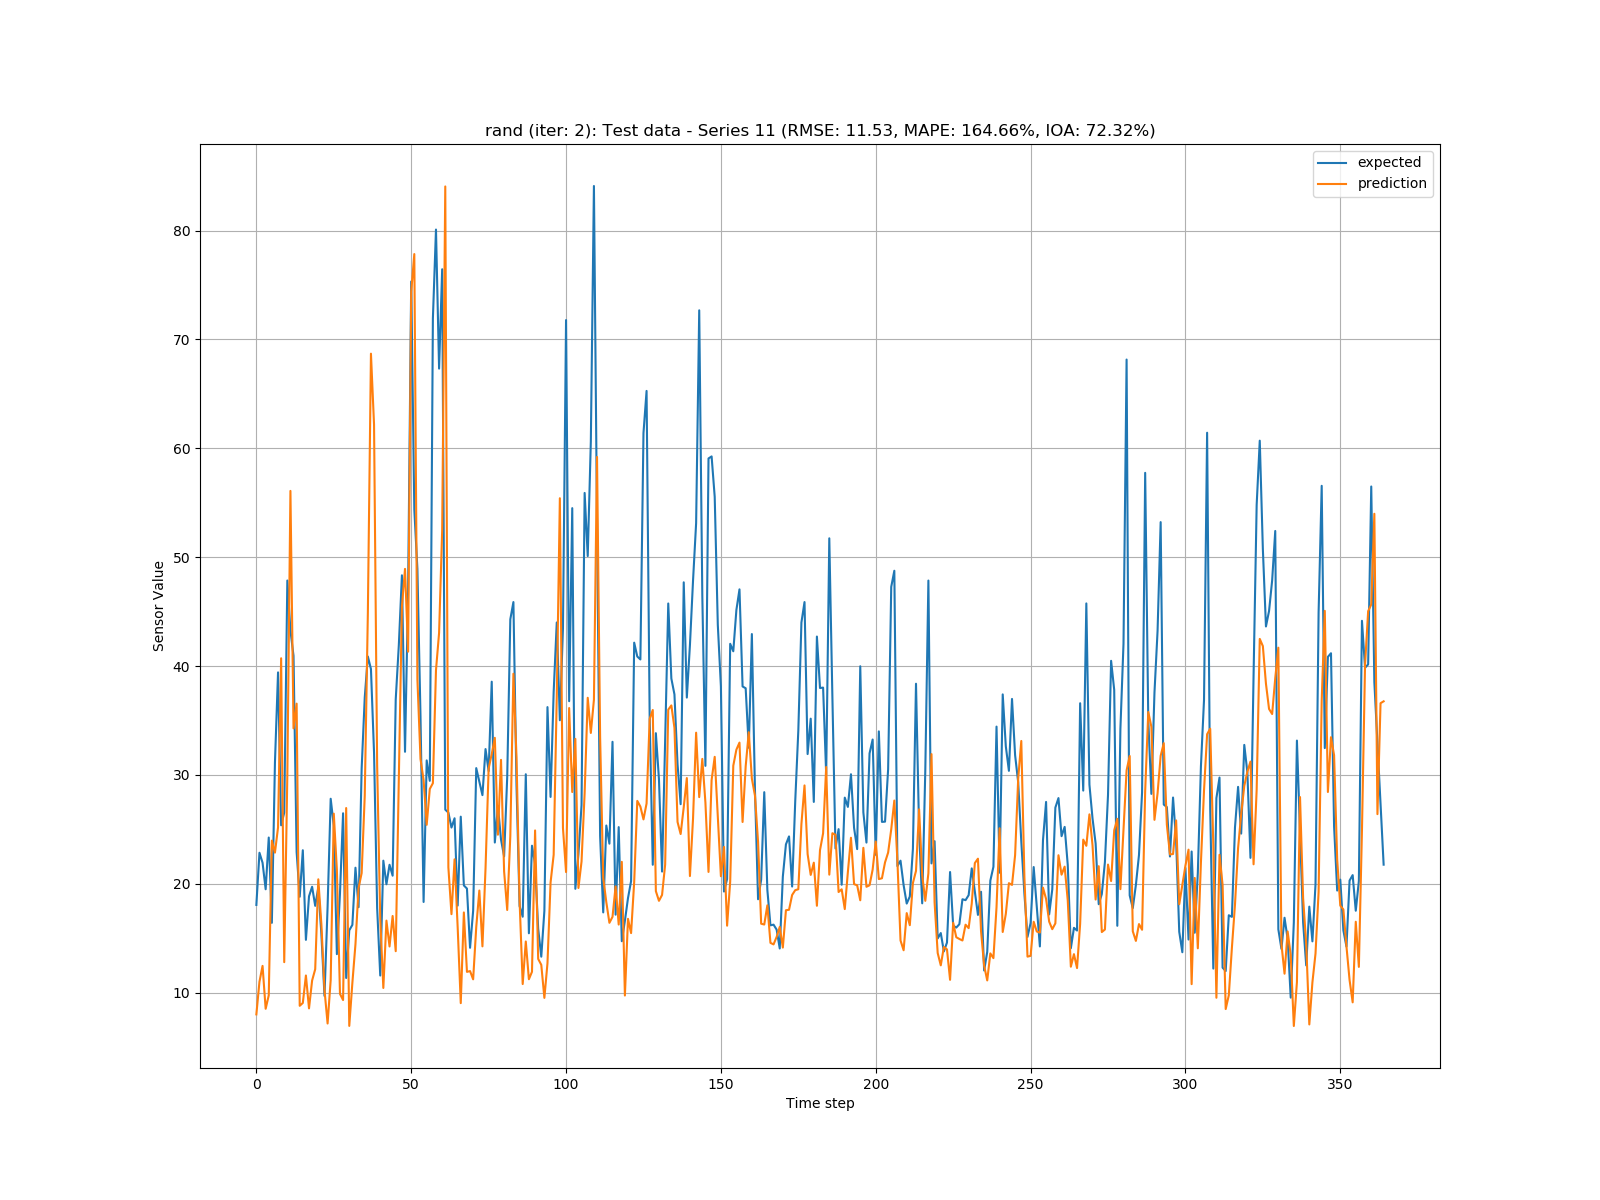 rand (iter: 2): Test data - Series 11 (RMSE: 11.53, MAPE: 164.66%, IOA: 72.32%)
expected
prediction
80
70
60
50
40
30
20
10
Sensor Value
0 50 100 150 200 250 300 350
Time step